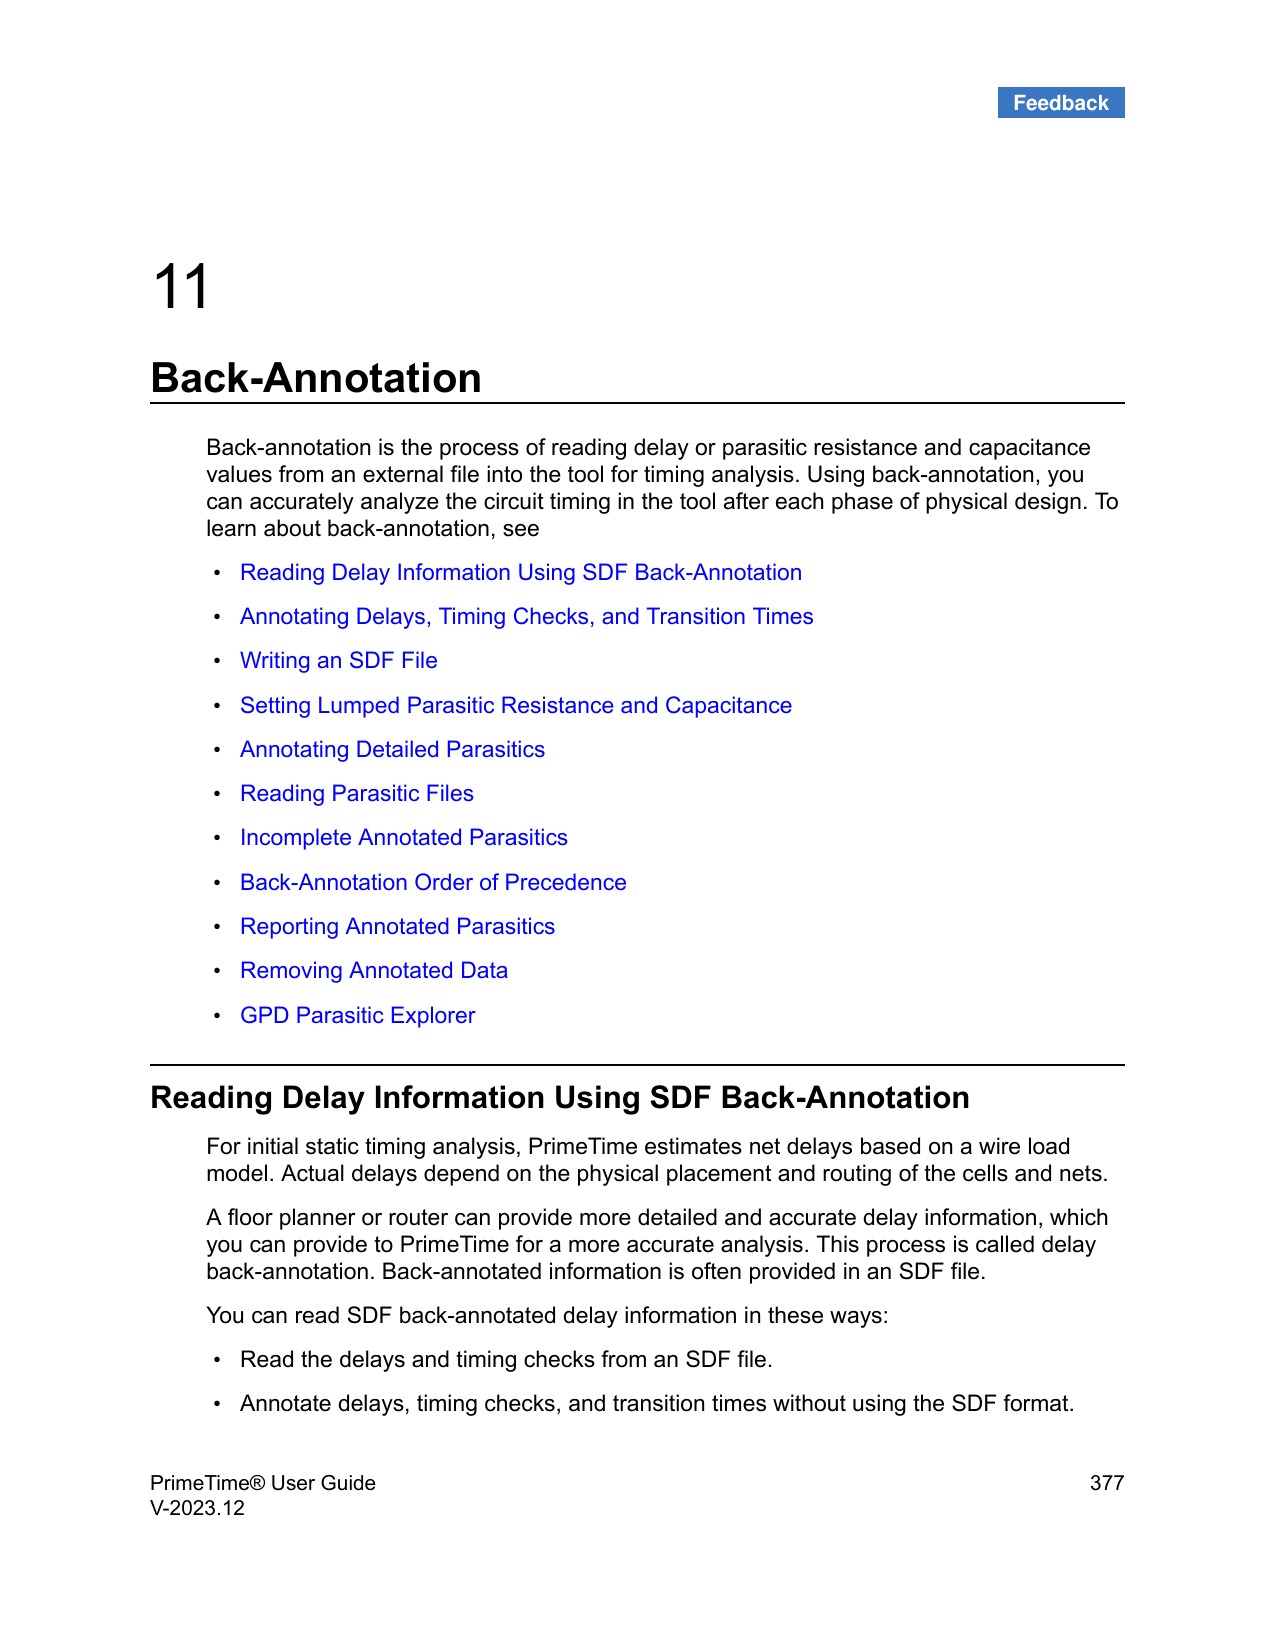 Feedback
11
Back-Annotation
Back-annotation is the process of reading delay or parasitic resistance and capacitance
values from an external file into the tool for timing analysis. Using back-annotation, you
can accurately analyze the circuit timing in the tool after each phase of physical design. To
learn about back-annotation, see
• Reading Delay Information Using SDF Back-Annotation
• Annotating Delays, Timing Checks, and Transition Times
• Writing an SDF File
• Setting Lumped Parasitic Resistance and Capacitance
• Annotating Detailed Parasitics
• Reading Parasitic Files
• Incomplete Annotated Parasitics
• Back-Annotation Order of Precedence
• Reporting Annotated Parasitics
• Removing Annotated Data
• GPD Parasitic Explorer
Reading Delay Information Using SDF Back-Annotation
For initial static timing analysis, PrimeTime estimates net delays based on a wire load
model. Actual delays depend on the physical placement and routing of the cells and nets.
A floor planner or router can provide more detailed and accurate delay information, which
you can provide to PrimeTime for a more accurate analysis. This process is called delay
back-annotation. Back-annotated information is often provided in an SDF file.
You can read SDF back-annotated delay information in these ways:
• Read the delays and timing checks from an SDF file.
• Annotate delays, timing checks, and transition times without using the SDF format.
PrimeTime® User Guide 377
V-2023.12